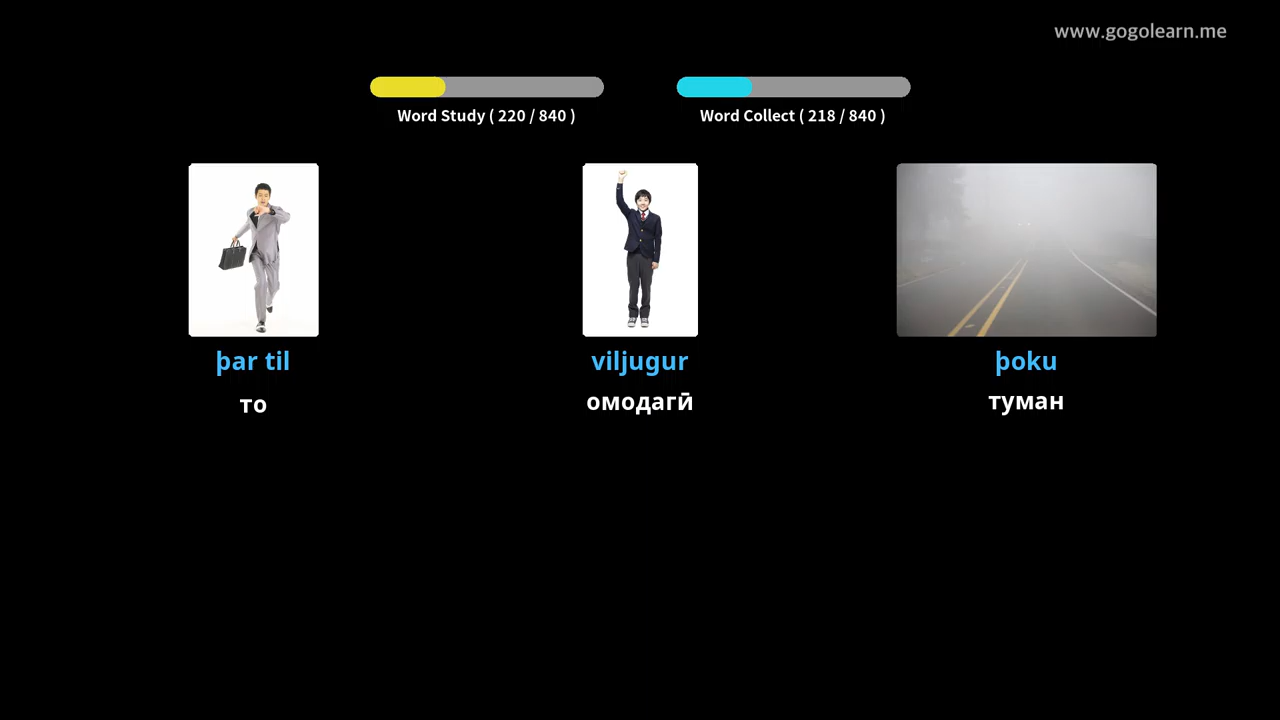 www.gogolearn.me
Word Study ( 220 / 840 )
Word Collect ( 218 / 840 )
þar til
viljugur
þoku
то
омодагӣ
туман